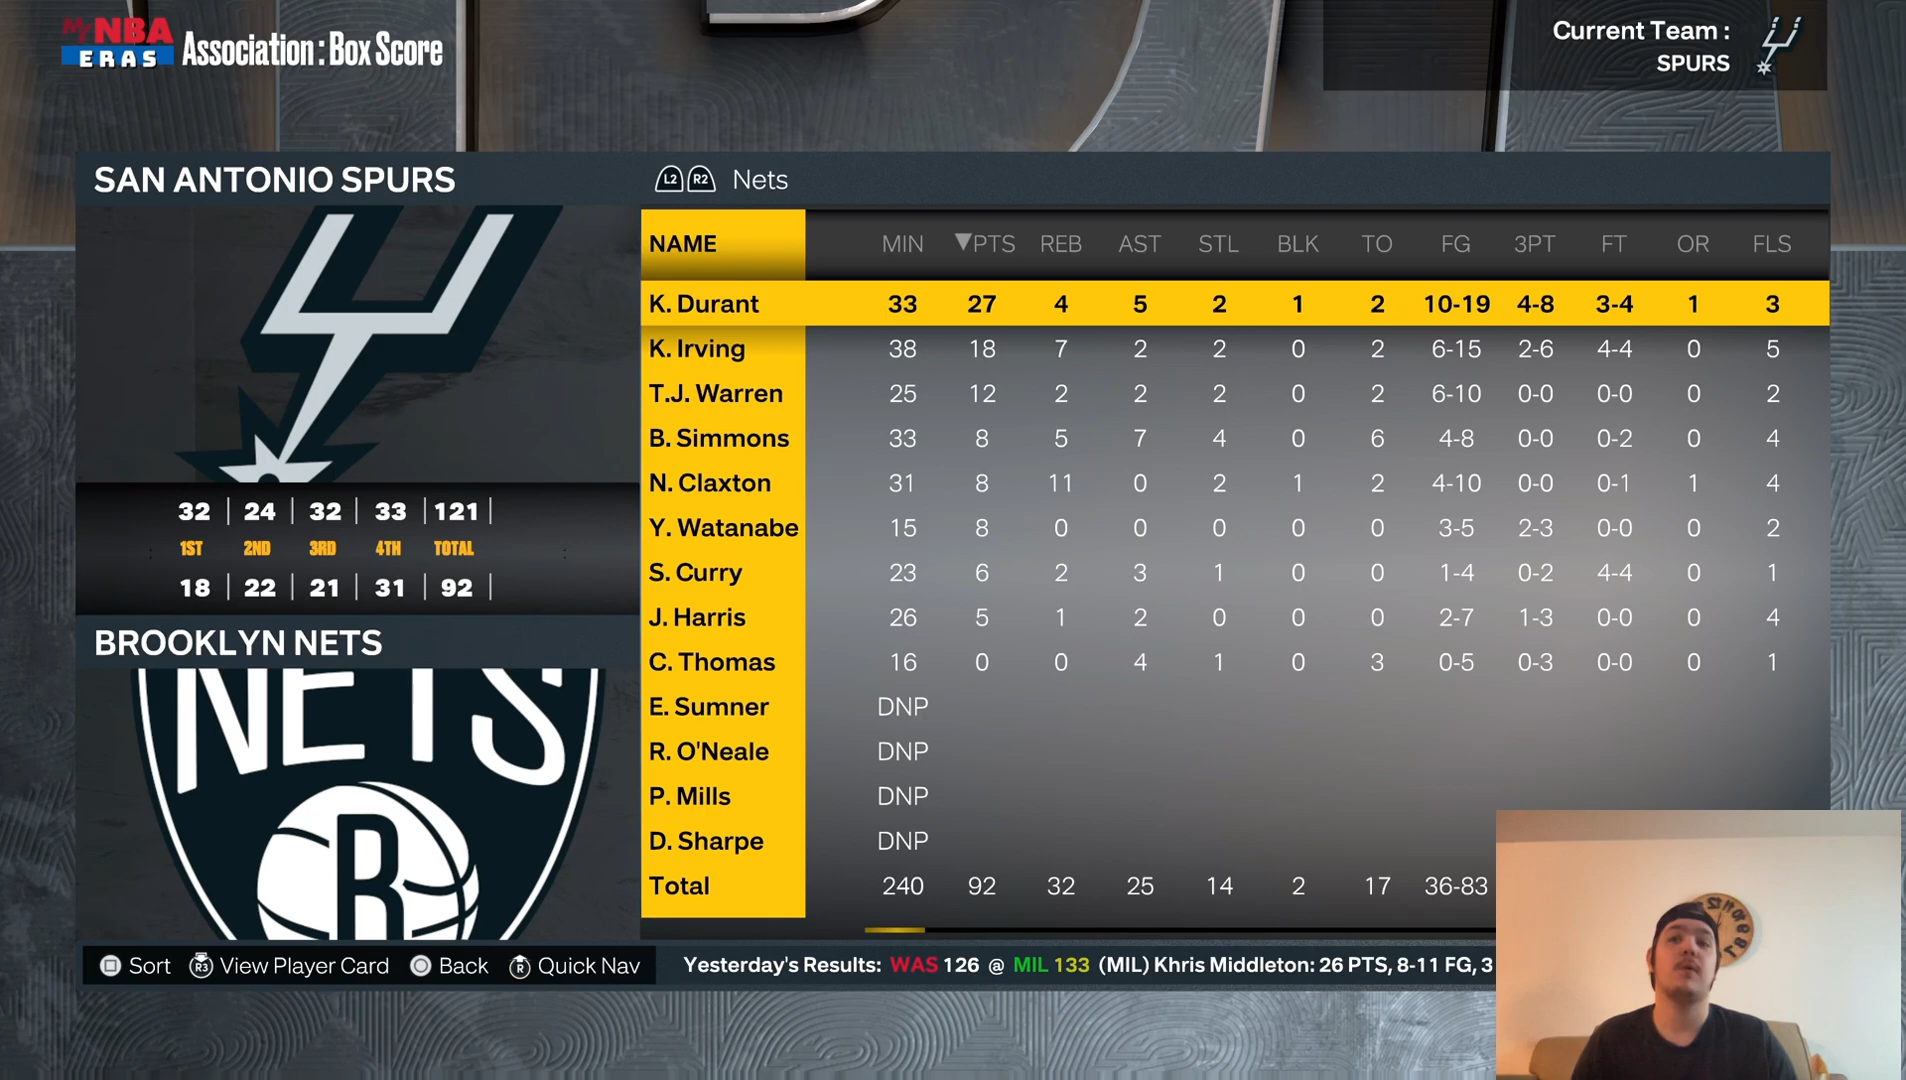 MyNBA
ERAS
Association : Box Score
Current Team :
SPURS
SAN ANTONIO SPURS
32 | 24 | 32 | 33 | 121 |
1ST 2ND 3RD 4TH TOTAL
18 | 22 | 21 | 31 | 92 |
BROOKLYN NETS
NETS
B
L2 R2 Nets
NAME MIN ▼PTS REB AST STL BLK TO FG 3PT FT OR FLS
K. Durant 33 27 4 5 2 1 2 10-19 4-8 3-4 1 3
K. Irving 38 18 7 2 2 0 2 6-15 2-6 4-4 0 5
T.J. Warren 25 12 2 2 2 0 2 6-10 0-0 0-0 0 2
B. Simmons 33 8 5 7 4 0 6 4-8 0-0 0-2 0 4
N. Claxton 31 8 11 0 2 1 2 4-10 0-0 0-1 1 4
Y. Watanabe 15 8 0 0 0 0 0 3-5 2-3 0-0 0 2
S. Curry 23 6 2 3 1 0 0 1-4 0-2 4-4 0 1
J. Harris 26 5 1 2 0 0 0 2-7 1-3 0-0 0 4
C. Thomas 16 0 0 4 1 0 3 0-5 0-3 0-0 0 1
E. Sumner DNP
R. O'Neale DNP
P. Mills DNP
D. Sharpe DNP
Total 240 92 32 25 14 2 17 36-83
Sort R3 View Player Card Back R Quick Nav
Yesterday's Results: WAS 126 @ MIL 133 (MIL) Khris Middleton: 26 PTS, 8-11 FG, 3